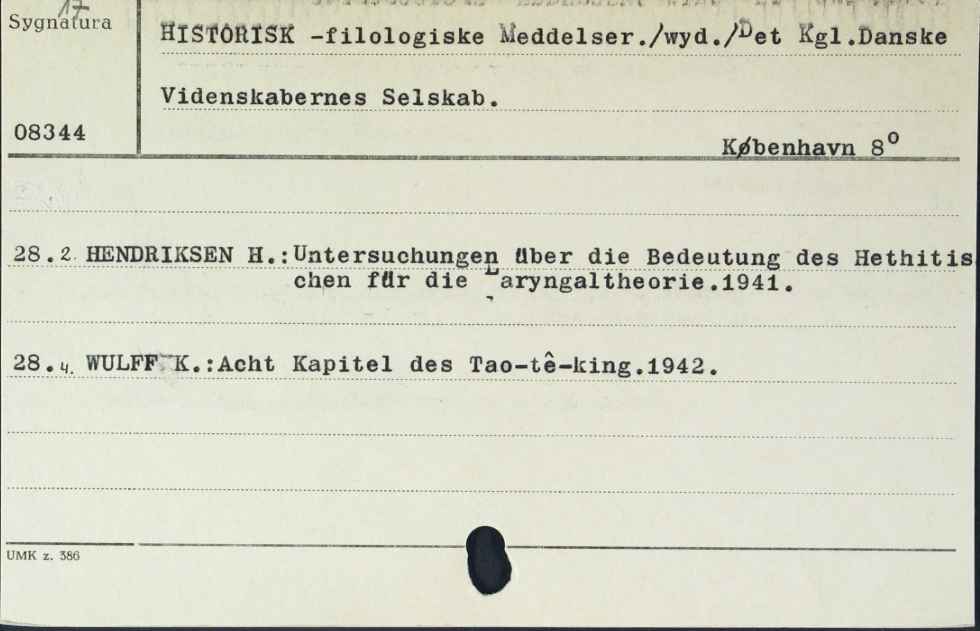 17
Sygnatura
HISTORISK -filologiske Meddelser./wyd./Det Kgl.Danske
Videnskabernes Selskab.
08344
København 8°
28.2. HENDRIKSEN H.:Untersuchungen über die Bedeutung des Hethitis
chen für die Laryngaltheorie.1941.
28.4. WULFF K.:Acht Kapitel des Tao-tê-king.1942.
UMK z. 386